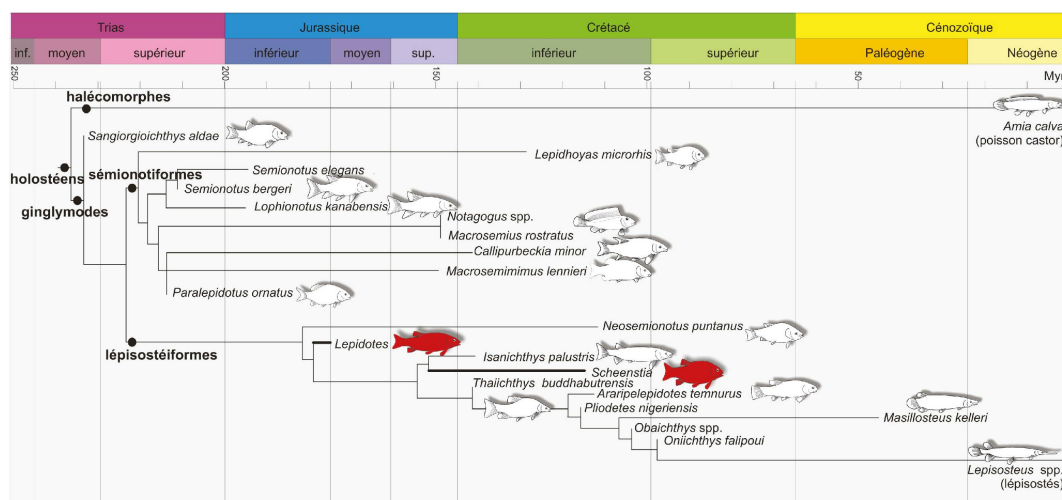 Trias Jurassique Crétacé Cénozoïque
inf. moyen supérieur inférieur moyen sup. inférieur supérieur Paléogène Néogène
250 200 150 100 50 Myr
halécomorphes
Amia calva
(poisson castor)
Sangiorgioichthys aldae
Lepidhoyas microrhis
holostéens
sémionotiformes
Semionotus elegans
Semionotus bergeri
ginglymodes
Lophionotus kanabensis
Notagogus spp.
Macrosemius rostratus
Callipurbeckia minor
Macrosemimimus lennieri
Paralepidotus ornatus
Neosemionotus puntanus
lépisostéiformes
Lepidotes
Isanichthys palustris
Scheenstia
Thaiichthys buddhabutrensis
Araripelepidotes temnurus
Pliodetes nigeriensis
Masillosteus kelleri
Obaichthys spp.
Oniichthys falipoui
Lepisosteus spp.
(lépisostés)